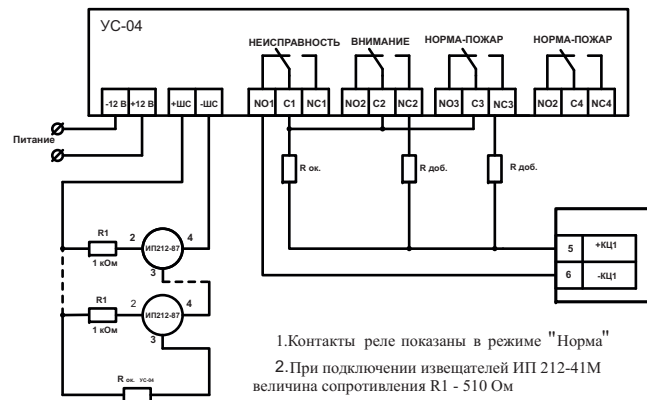 УС-04
НЕИСПРАВНОСТЬ ВНИМАНИЕ НОРМА-ПОЖАР НОРМА-ПОЖАР
-12 В +12 В +ШС -ШС NO1 C1 NC1 NO2 C2 NC2 NO3 C3 NC3 NO2 C4 NC4
Питание
R ок. R доб. R доб.
R1 2 ИП212-87 4
1 кОм 3
5 +КЦ1
6 -КЦ1
R1 2 ИП212-87 4
1 кОм 3
R ок. УС-04
1.Контакты реле показаны в режиме "Норма"
2.При подключении извещателей ИП 212-41М
величина сопротивления R1 - 510 Ом